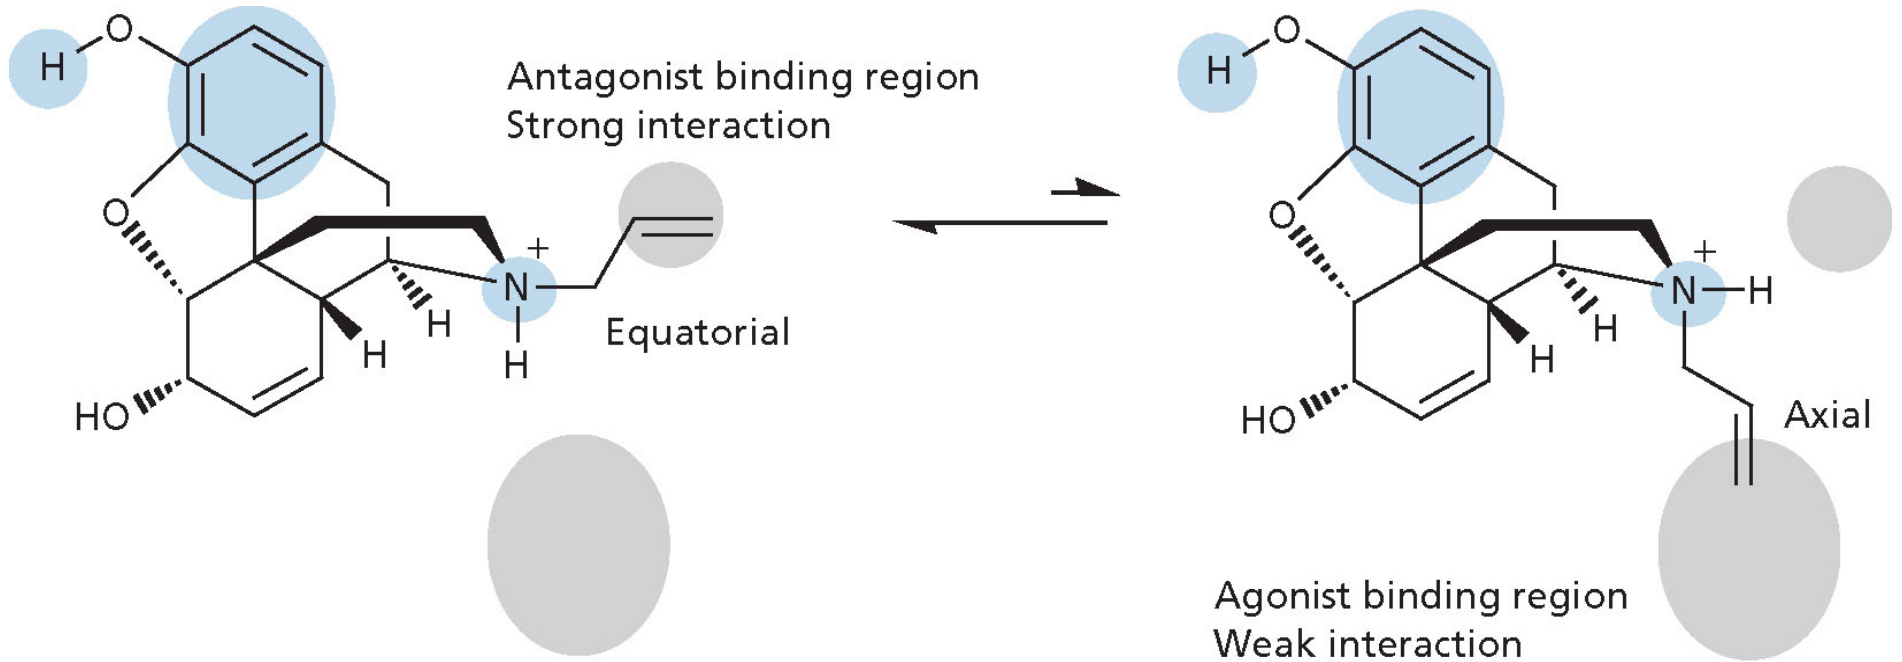 H O
Antagonist binding region
Strong interaction
O
N +
H
H
H
HO
Equatorial
H O
O
N +
H
H
H
HO
Axial
Agonist binding region
Weak interaction